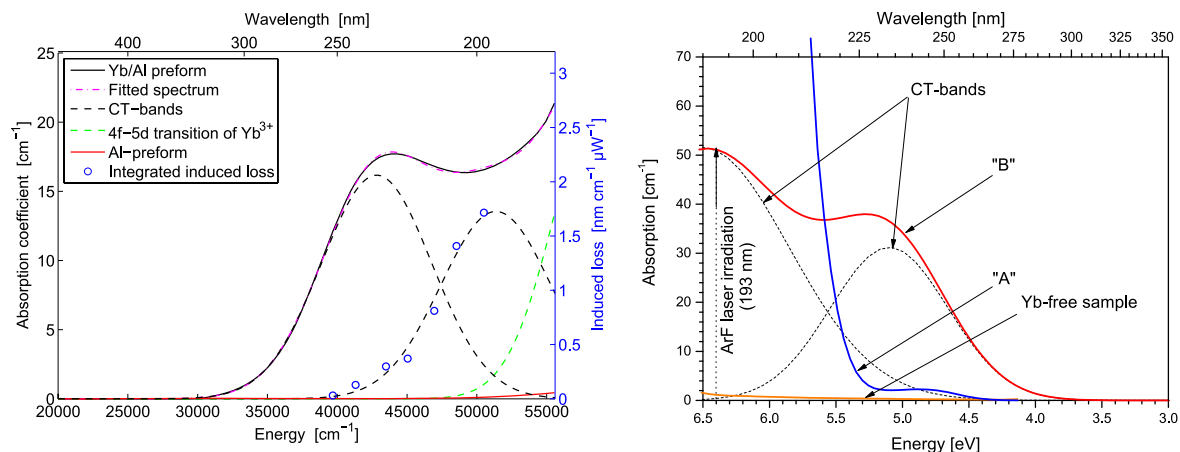 Wavelength [nm]
400 300 250 200
25
20
15
10
5
0
Absorption coefficient [cm−1]
Yb/Al preform
Fitted spectrum
CT−bands
4f−5d transition of Yb3+
Al−preform
Integrated induced loss
3
2.5
2
1.5
1
0.5
0
Induced loss [nm cm−1 μW−1]
20000 25000 30000 35000 40000 45000 50000 55000
Energy [cm−1]
Wavelength [nm]
200 225 250 275 300 325 350
70
60
50
40
30
20
10
0
Absorption [cm−1]
CT-bands
"B"
"A"
Yb-free sample
ArF laser irradiation
(193 nm)
6.5 6.0 5.5 5.0 4.5 4.0 3.5 3.0
Energy [eV]